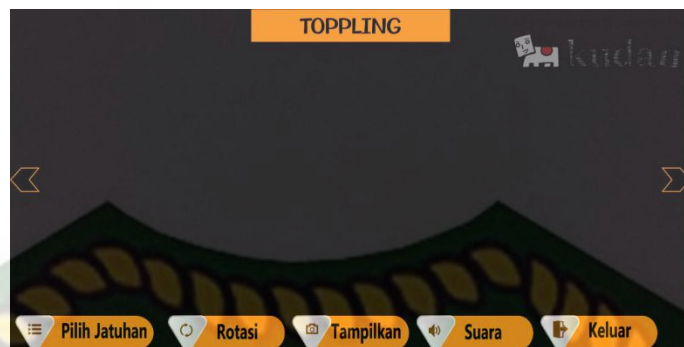 TOPPLING
kudan
Pilih Jatuhan
Rotasi
Tampilkan
Suara
Keluar